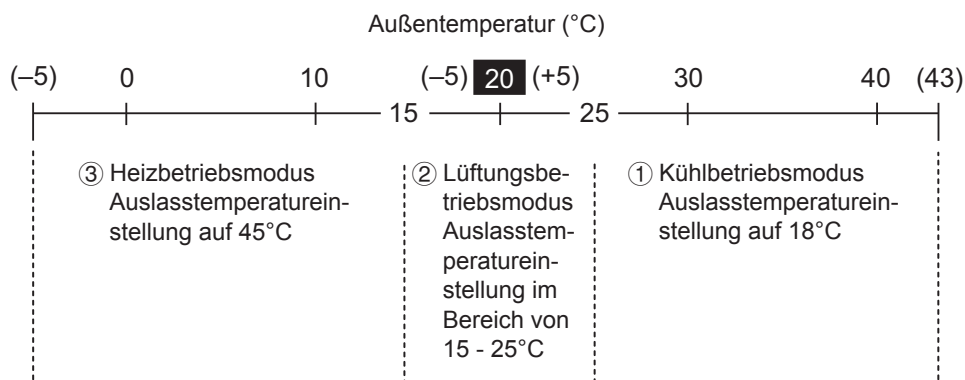 Außentemperatur (°C)
(–5) 0 10 (–5) 20 (+5) 30 40 (43)
15 25
③ Heizbetriebsmodus
Auslasstemperaturein-
stellung auf 45°C
② Lüftungsbe-
triebsmodus
Auslasstem-
peraturein-
stellung im
Bereich von
15 - 25°C
① Kühlbetriebsmodus
Auslasstemperaturein-
stellung auf 18°C